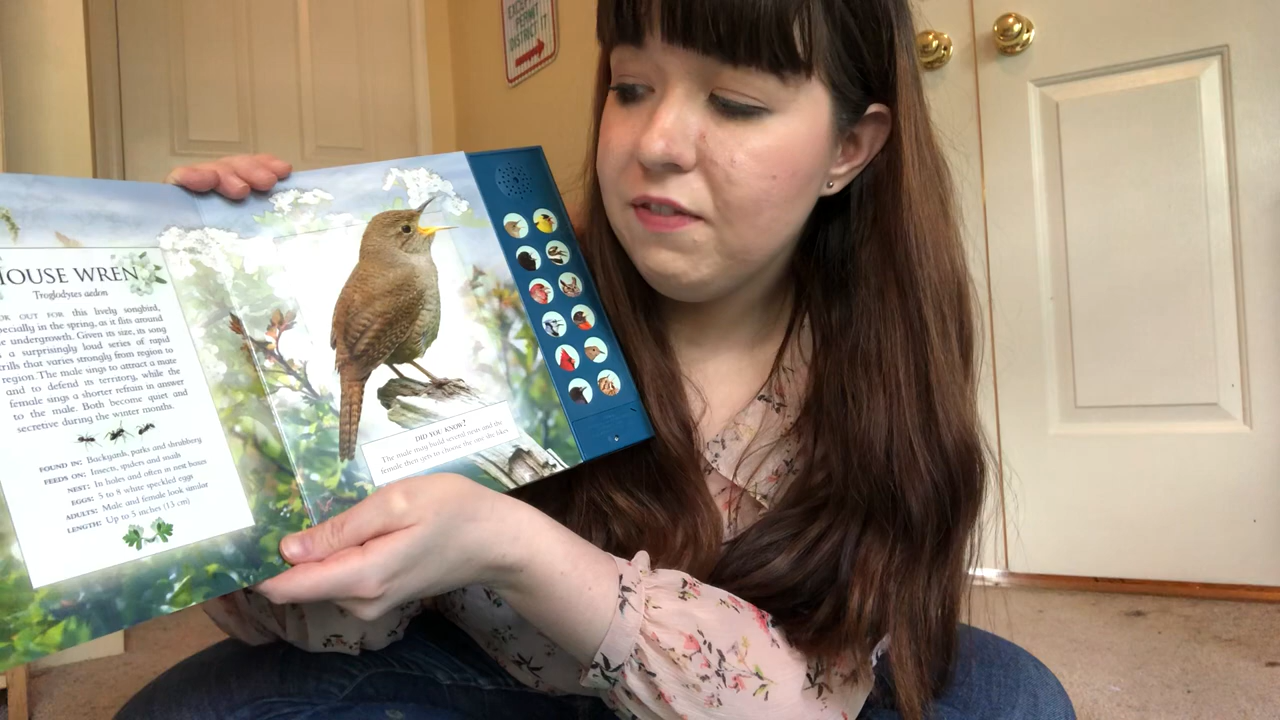 EXCEPT
PERMIT
DISTRICT
HOUSE WREN
Troglodytes aedon
OR OUT FOR this lively songbird,
pecially in the spring, as it flits around
e undergrowth. Given its size, its song
s a surprisingly loud series of rapid
rills that varies strongly from region to
region. The male sings to attract a mate
and to defend its territory, while the
female sings a shorter refrain in answer
to the male. Both become quiet and
secretive during the winter months.
FOUND IN: Backyards, parks and shrubbery
FEEDS ON: Insects, spiders and snails
NEST: In holes and often in nest boxes
EGGS: 5 to 8 white speckled eggs
ADULTS: Male and female look similar
LENGTH: Up to 5 inches (13 cm)
DID YOU KNOW?
The male may build several nests and the
female then gets to choose the one she likes.